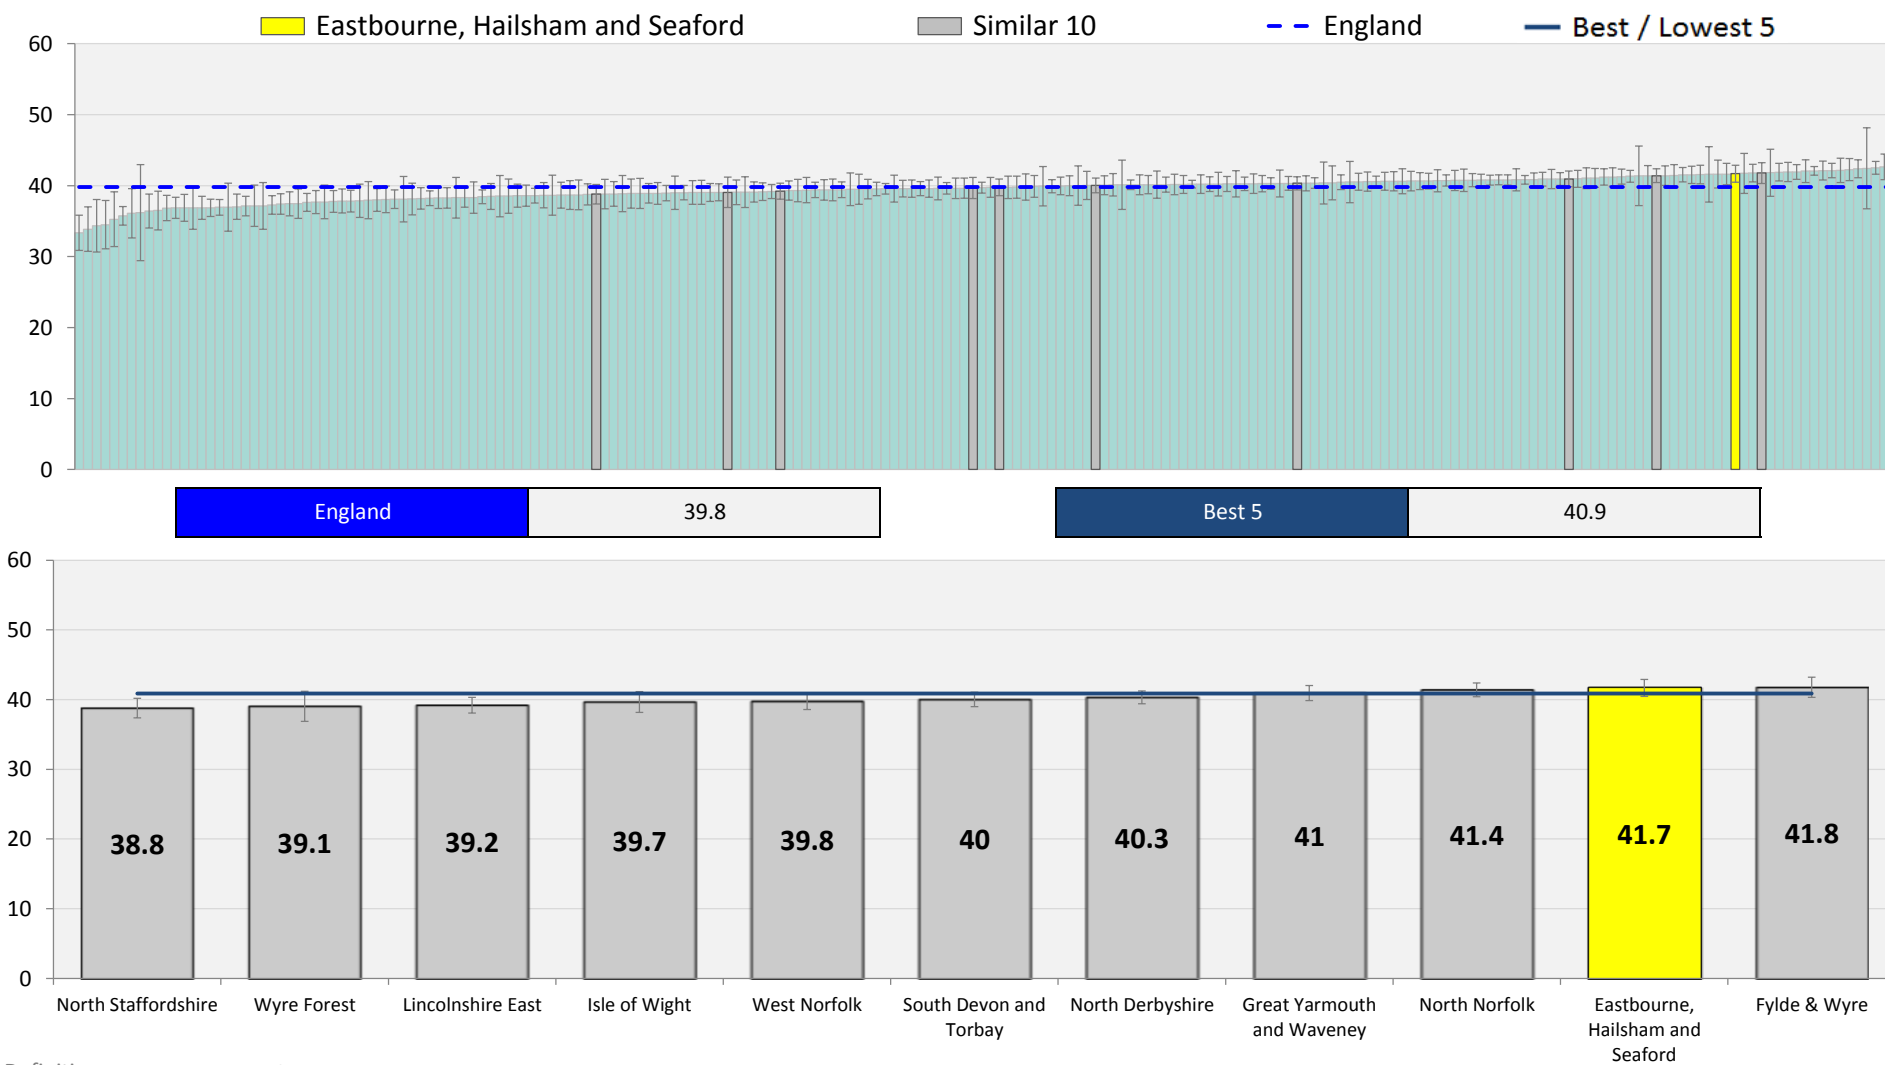 Eastbourne, Hailsham and Seaford Similar 10 England Best / Lowest 5
60
50
40
30
20
10
0
England 39.8 Best 5 40.9
60
50
40
30
20
10
0
38.8 39.1 39.2 39.7 39.8 40 40.3 41 41.4 41.7 41.8
North Staffordshire Wyre Forest Lincolnshire East Isle of Wight West Norfolk South Devon and North Derbyshire Great Yarmouth North Norfolk Eastbourne, Fylde & Wyre
Torbay and Waveney Hailsham and
Seaford